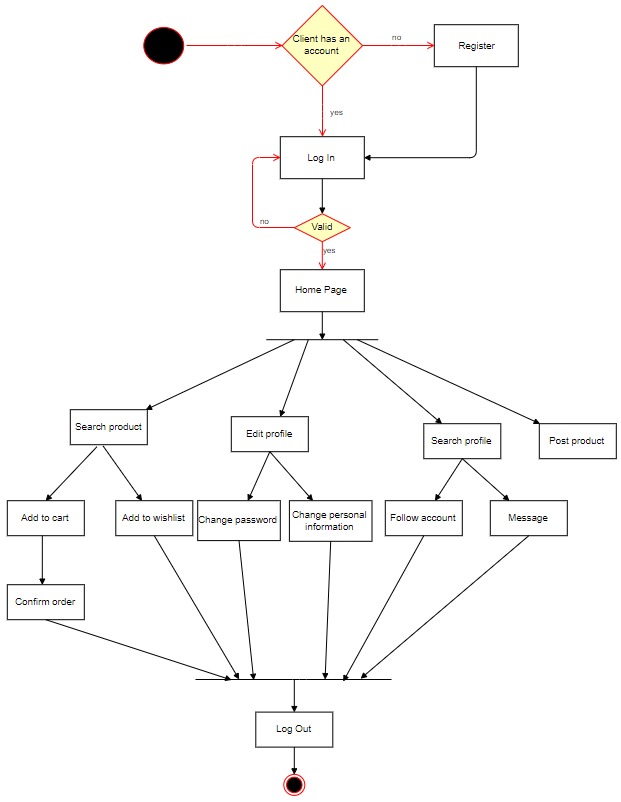 Client has an
account
no
Register
yes
Log In
no
Valid
yes
Home Page
Search product
Edit profile
Search profile
Post product
Add to cart
Add to wishlist
Change password
Change personal
information
Follow account
Message
Confirm order
Log Out